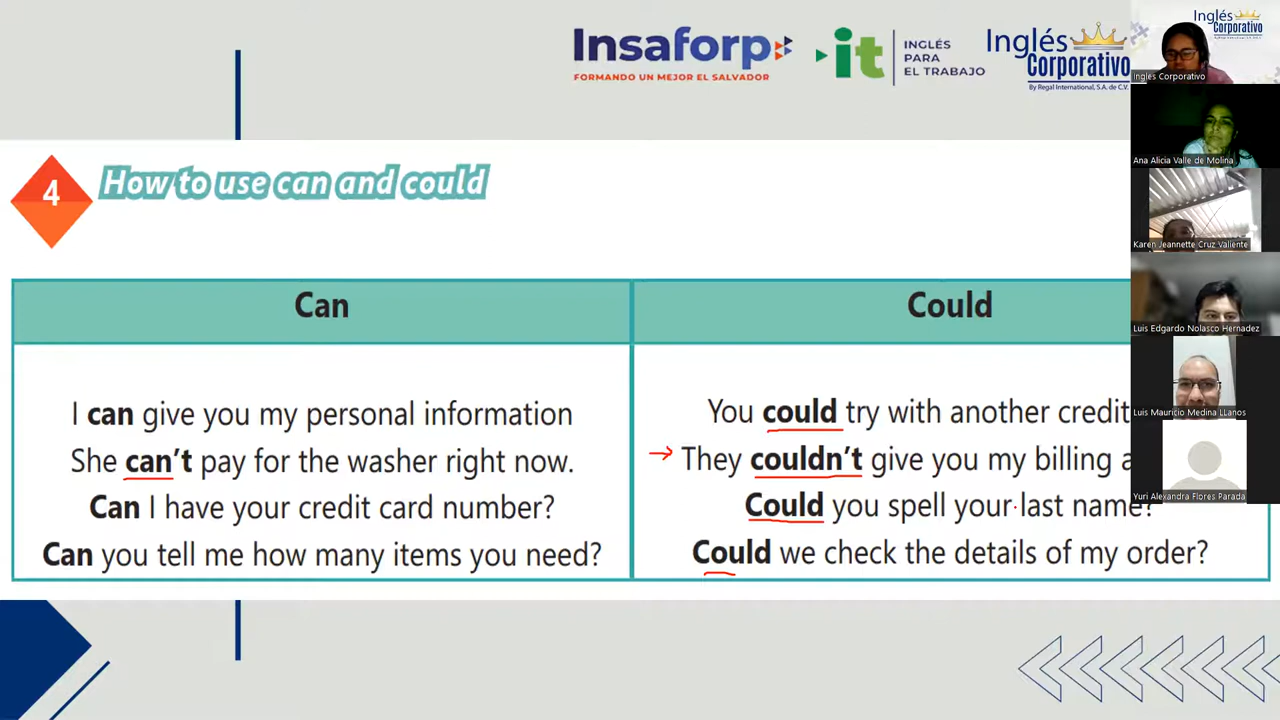 Insaforp
FORMANDO UN MEJOR EL SALVADOR
it
INGLÉS
PARA
EL TRABAJO
Inglés
Corporativo
By Regal International, S.A. de C.V.
Inglés
Corporativo
Ingles Corporativo
Ana Alicia Valle de Molina
Karen Jeannette Cruz Valiente
Luis Edgardo Nolasco Hernadez
Luis Mauricio Medina LLanos
Yuri Alexandra Flores Parada
4
How to use can and could
Can
Could
I can give you my personal information
She can't pay for the washer right now.
Can I have your credit card number?
Can you tell me how many items you need?
You could try with another credit
They couldn't give you my billing a
Could you spell your last name?
Could we check the details of my order?